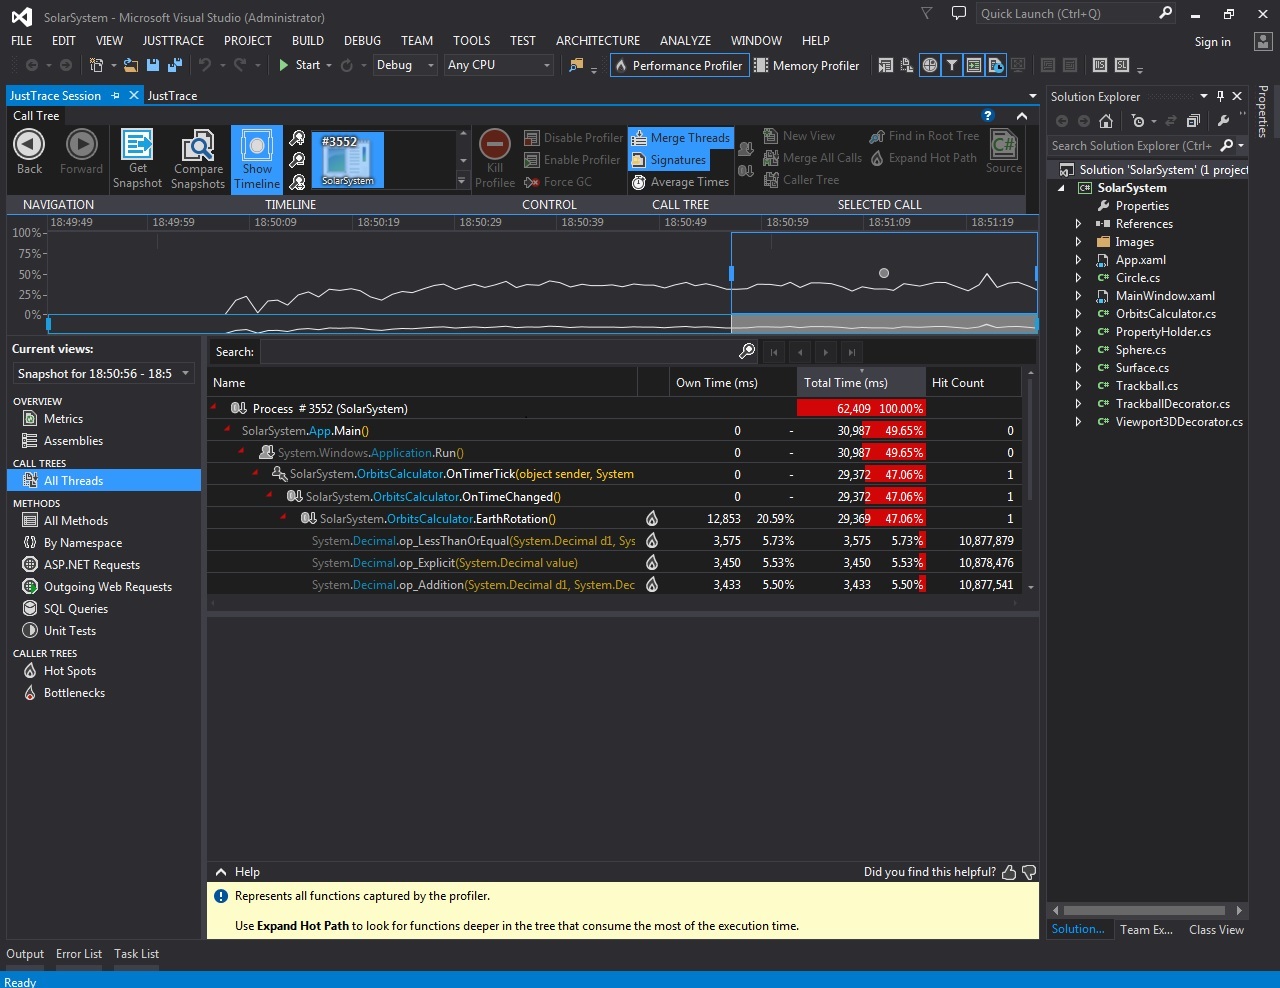 SolarSystem - Microsoft Visual Studio (Administrator)
Quick Launch (Ctrl+Q)
FILE EDIT VIEW JUSTTRACE PROJECT BUILD DEBUG TEAM TOOLS TEST ARCHITECTURE ANALYZE WINDOW HELP
Sign in
Start Debug Any CPU Performance Profiler Memory Profiler
JustTrace Session JustTrace
Call Tree
Back
Forward
Get Snapshot
Compare Snapshots
Show Timeline
#3552
SolarSystem
Kill Profilee
Disable Profiler
Enable Profiler
Force GC
Merge Threads
Signatures
Average Times
New View
Merge All Calls
Caller Tree
Find in Root Tree
Expand Hot Path
C#
Source
NAVIGATION TIMELINE CONTROL CALL TREE SELECTED CALL
18:49:49 18:49:59 18:50:09 18:50:19 18:50:29 18:50:39 18:50:49 18:50:59 18:51:09 18:51:19
100%
75%
50%
25%
0%
Current views:
Snapshot for 18:50:56 - 18:5
OVERVIEW
Metrics
Assemblies
CALL TREES
All Threads
METHODS
All Methods
By Namespace
ASP.NET Requests
Outgoing Web Requests
SQL Queries
Unit Tests
CALLER TREES
Hot Spots
Bottlenecks
Search:
Name Own Time (ms) Total Time (ms) Hit Count
Process # 3552 (SolarSystem) 62,409 100.00%
SolarSystem.App.Main() 0 - 30,987 49.65% 0
System.Windows.Application.Run() 0 - 30,987 49.65% 0
SolarSystem.OrbitsCalculator.OnTimerTick(object sender, System 0 - 29,372 47.06% 1
SolarSystem.OrbitsCalculator.OnTimeChanged() 0 - 29,372 47.06% 1
SolarSystem.OrbitsCalculator.EarthRotation() 12,853 20.59% 29,369 47.06% 1
System.Decimal.op_LessThanOrEqual(System.Decimal d1, Sys 3,575 5.73% 3,575 5.73% 10,877,879
System.Decimal.op_Explicit(System.Decimal value) 3,450 5.53% 3,450 5.53% 10,878,476
System.Decimal.op_Addition(System.Decimal d1, System.Dec 3,433 5.50% 3,433 5.50% 10,877,541
Help
Did you find this helpful?
Represents all functions captured by the profiler.
Use Expand Hot Path to look for functions deeper in the tree that consume the most of the execution time.
Solution Explorer
Search Solution Explorer (Ctrl+
Solution 'SolarSystem' (1 project
C# SolarSystem
Properties
References
Images
App.xaml
C# Circle.cs
MainWindow.xaml
C# OrbitsCalculator.cs
C# PropertyHolder.cs
C# Sphere.cs
C# Surface.cs
C# Trackball.cs
C# TrackballDecorator.cs
C# Viewport3DDecorator.cs
Solution... Team Ex... Class View
Properties
Output Error List Task List
Ready